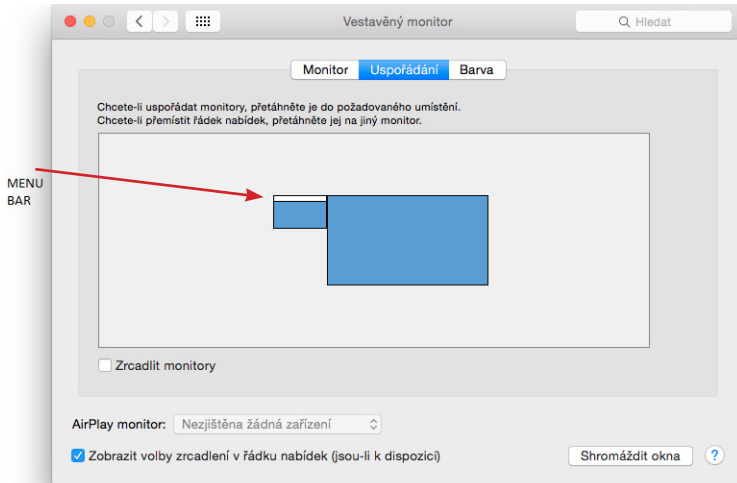 Vestavěný monitor
Hledat
Monitor Uspořádání Barva
Chcete-li uspořádat monitory, přetáhněte je do požadovaného umístění.
Chcete-li přemístit řádek nabídek, přetáhněte jej na jiný monitor.
MENU
BAR
Zrcadlit monitory
AirPlay monitor: Nezjištěna žádná zařízení
Zobrazit volby zrcadlení v řádku nabídek (jsou-li k dispozici)
Shromáždit okna ?